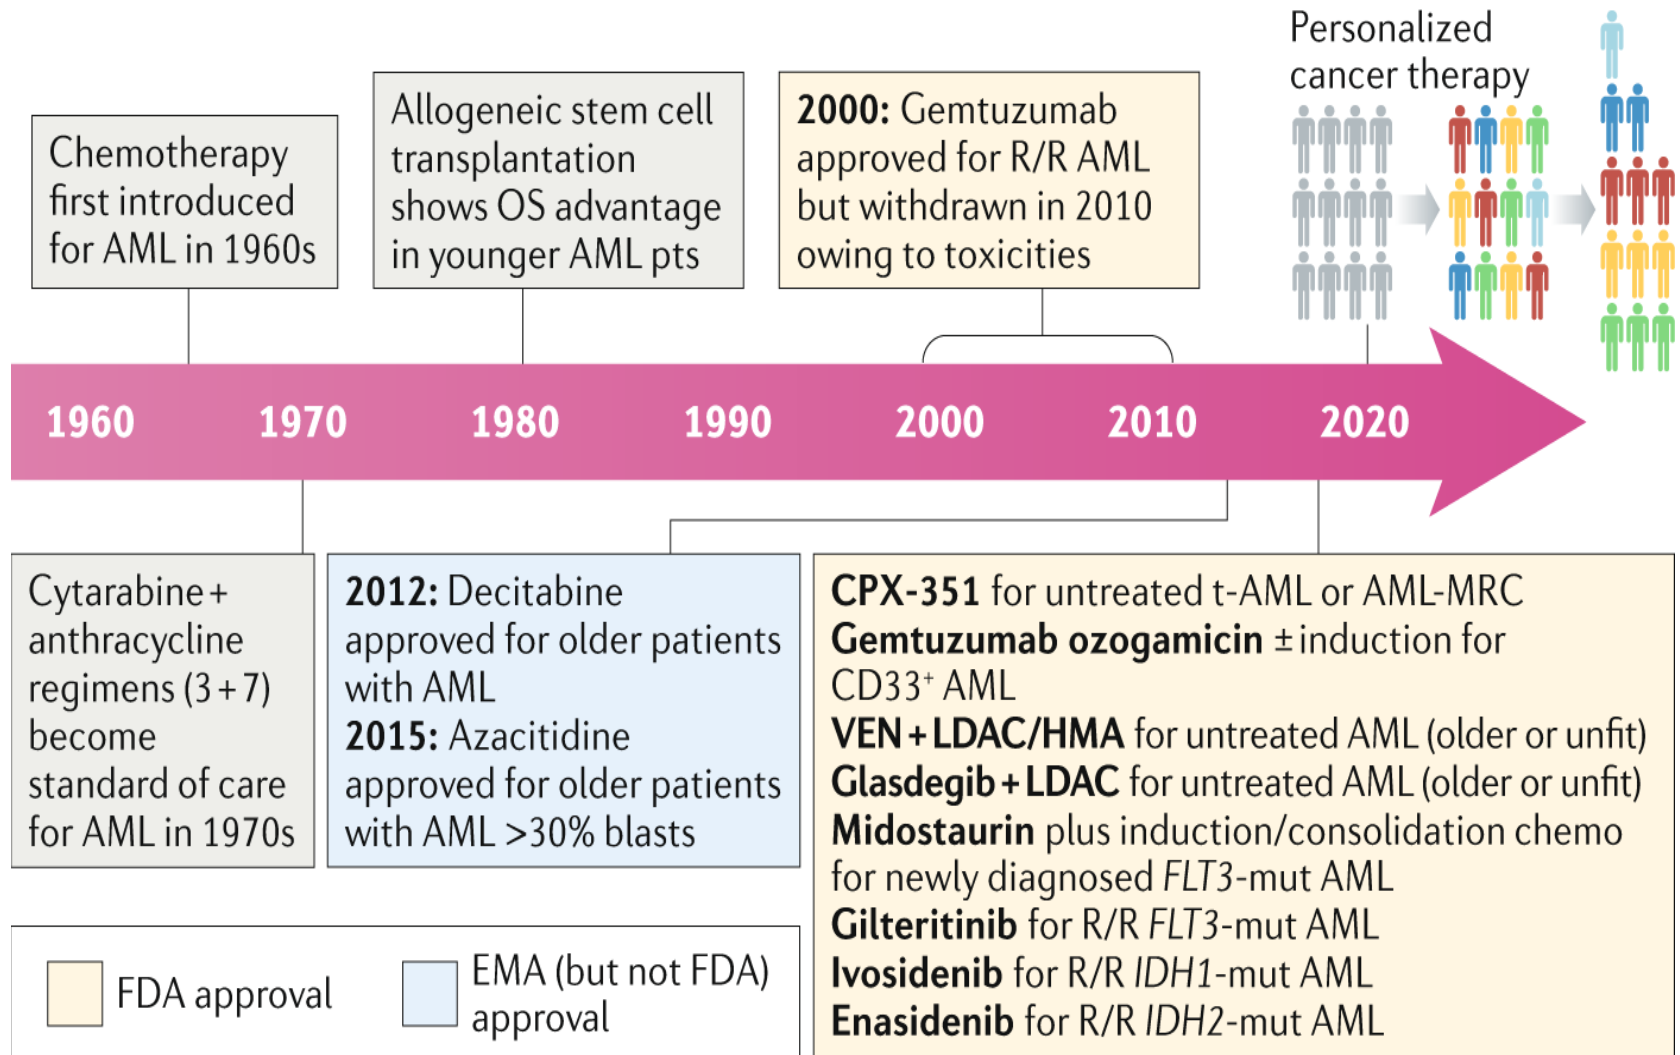 Personalized
cancer therapy
Chemotherapy
first introduced
for AML in 1960s
Allogeneic stem cell
transplantation
shows OS advantage
in younger AML pts
2000: Gemtuzumab
approved for R/R AML
but withdrawn in 2010
owing to toxicities
1960
1970
1980
1990
2000
2010
2020
Cytarabine +
anthracycline
regimens (3 + 7)
become
standard of care
for AML in 1970s
2012: Decitabine
approved for older patients
with AML
2015: Azacitidine
approved for older patients
with AML >30% blasts
CPX-351 for untreated t-AML or AML-MRC
Gemtuzumab ozogamicin ± induction for
CD33⁺ AML
VEN + LDAC/HMA for untreated AML (older or unfit)
Glasdegib + LDAC for untreated AML (older or unfit)
Midostaurin plus induction/consolidation chemo
for newly diagnosed FLT3-mut AML
Gilteritinib for R/R FLT3-mut AML
Ivosidenib for R/R IDH1-mut AML
Enasidenib for R/R IDH2-mut AML
FDA approval
EMA (but not FDA)
approval